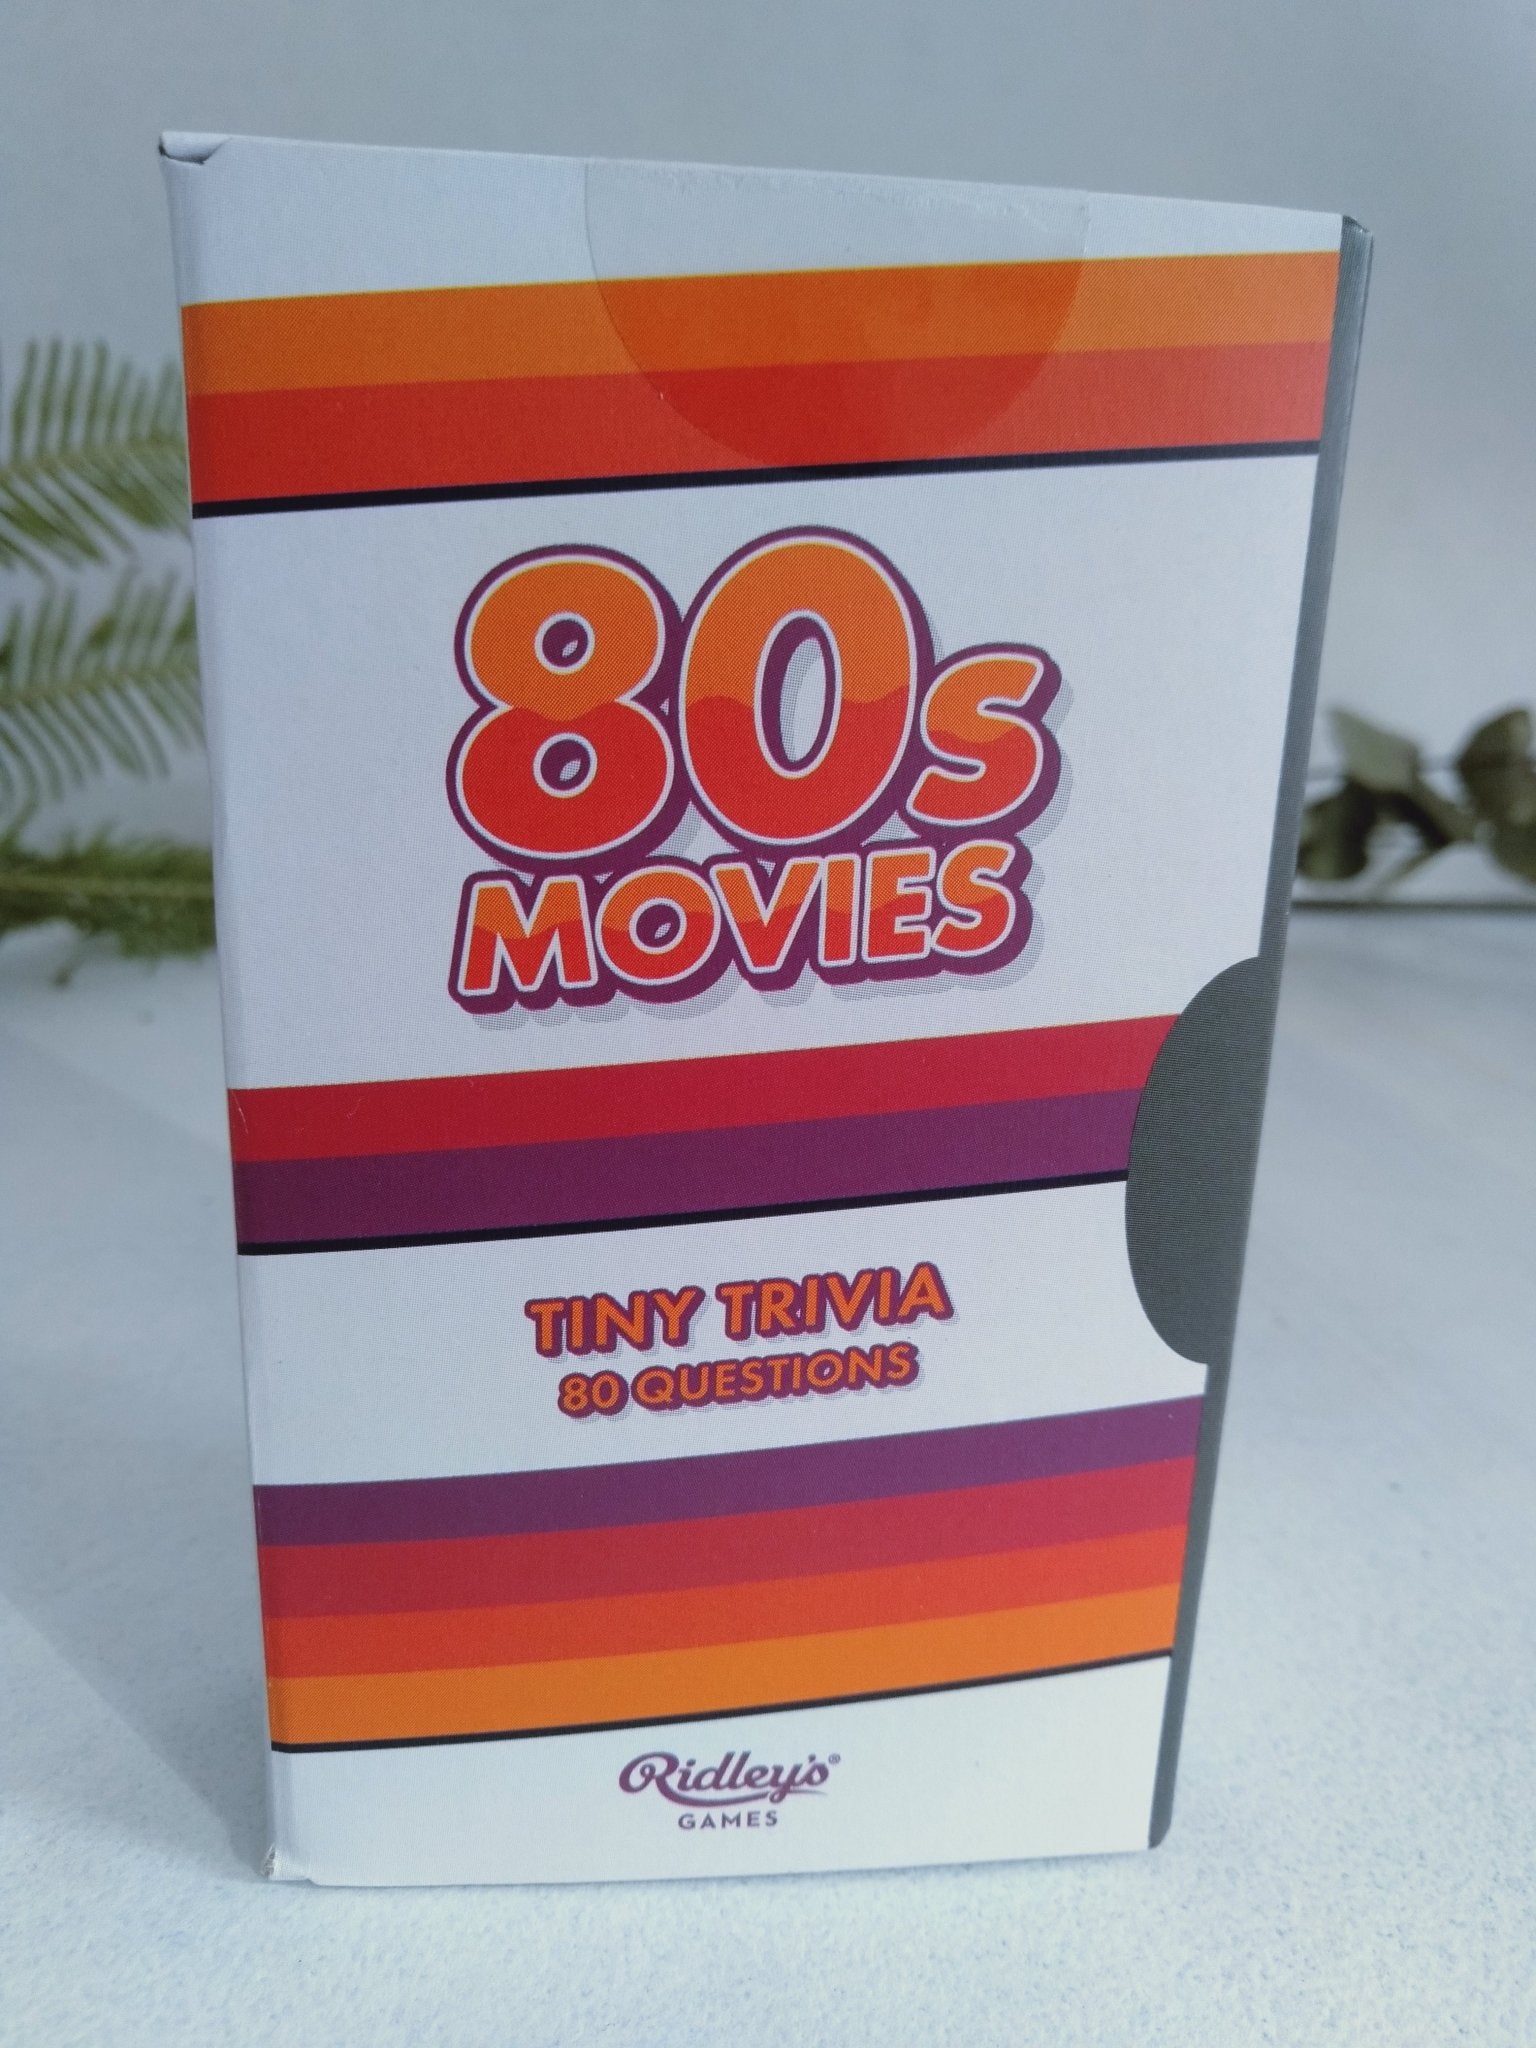 80s
MOVIES
TINY TRIVIA
80 QUESTIONS
Ridley's®
GAMES